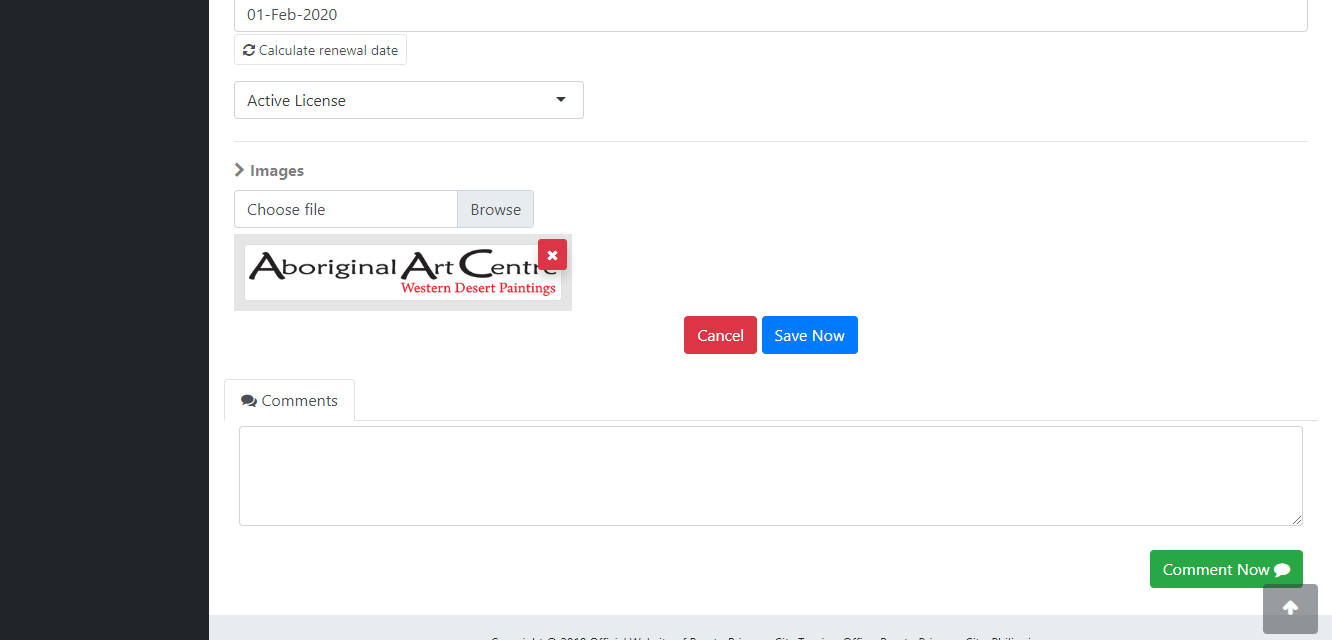 01-Feb-2020
Calculate renewal date
Active License
Images
Choose file Browse
Aboriginal Art Centre
Western Desert Paintings
Cancel Save Now
Comments
Comment Now